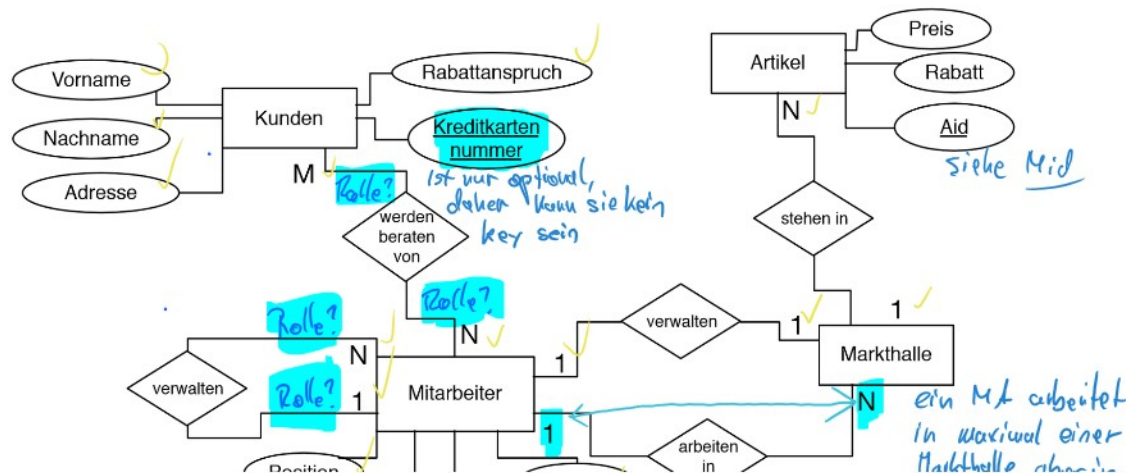 Preis
Vorname
Rabattanspruch
Artikel
Rabatt
Kunden
Nachname
Kreditkarten
nummer
N
Aid
M
Rolle?
ist nur optional,
daher kann sie kein
key sein
siehe Mid
Adresse
werden
beraten
von
stehen in
Rolle?
Rolle?
N
N
verwalten
1
1
1
Markthalle
verwalten
Rolle?
1
Mitarbeiter
1
N
ein MA arbeitet
in maximal einer
Markthalle
arbeiten
in
Position